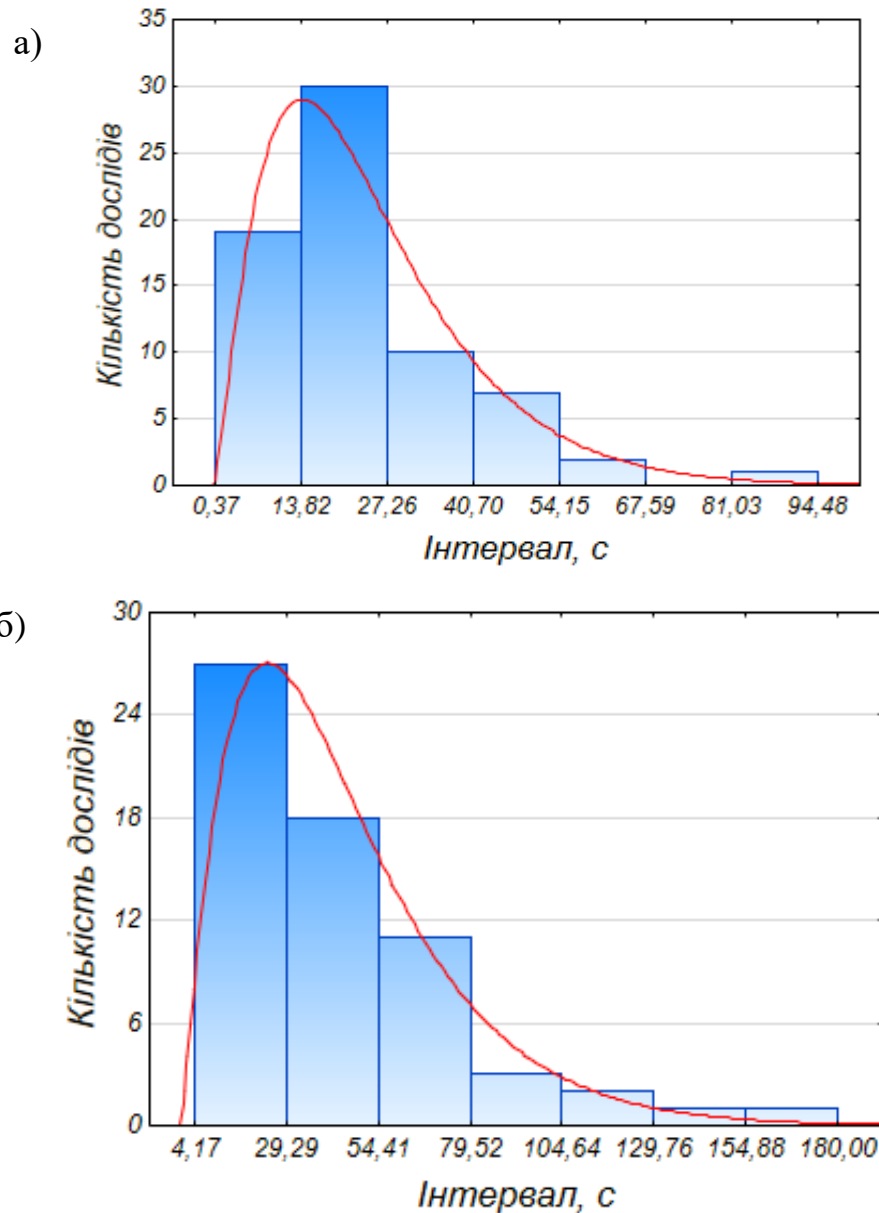 а)
Кількість дослідів
35
30
25
20
15
10
5
0
0,37 13,82 27,26 40,70 54,15 67,59 81,03 94,48
Інтервал, с
б)
Кількість дослідів
30
24
18
12
6
0
4,17 29,29 54,41 79,52 104,64 129,76 154,88 180,00
Інтервал, с